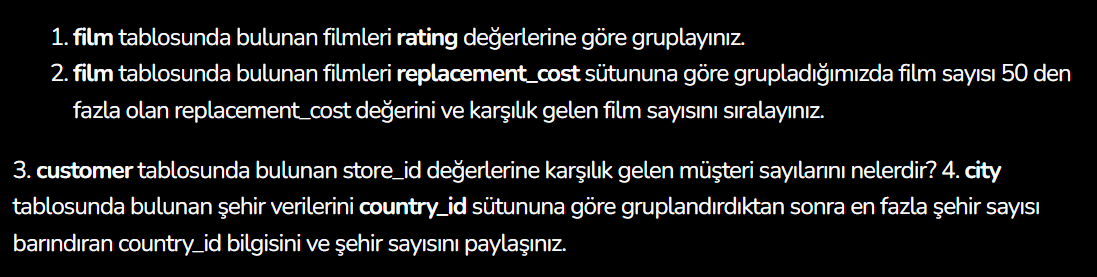 1. film tablosunda bulunan filmleri rating değerlerine göre gruplayınız.
2. film tablosunda bulunan filmleri replacement_cost sütununa göre grupladığımızda film sayısı 50 den
fazla olan replacement_cost değerini ve karşılık gelen film sayısını sıralayınız.
3. customer tablosunda bulunan store_id değerlerine karşılık gelen müşteri sayılarını nelerdir? 4. city
tablosunda bulunan şehir verilerini country_id sütununa göre gruplandırdıktan sonra en fazla şehir sayısı
barındıran country_id bilgisini ve şehir sayısını paylaşınız.